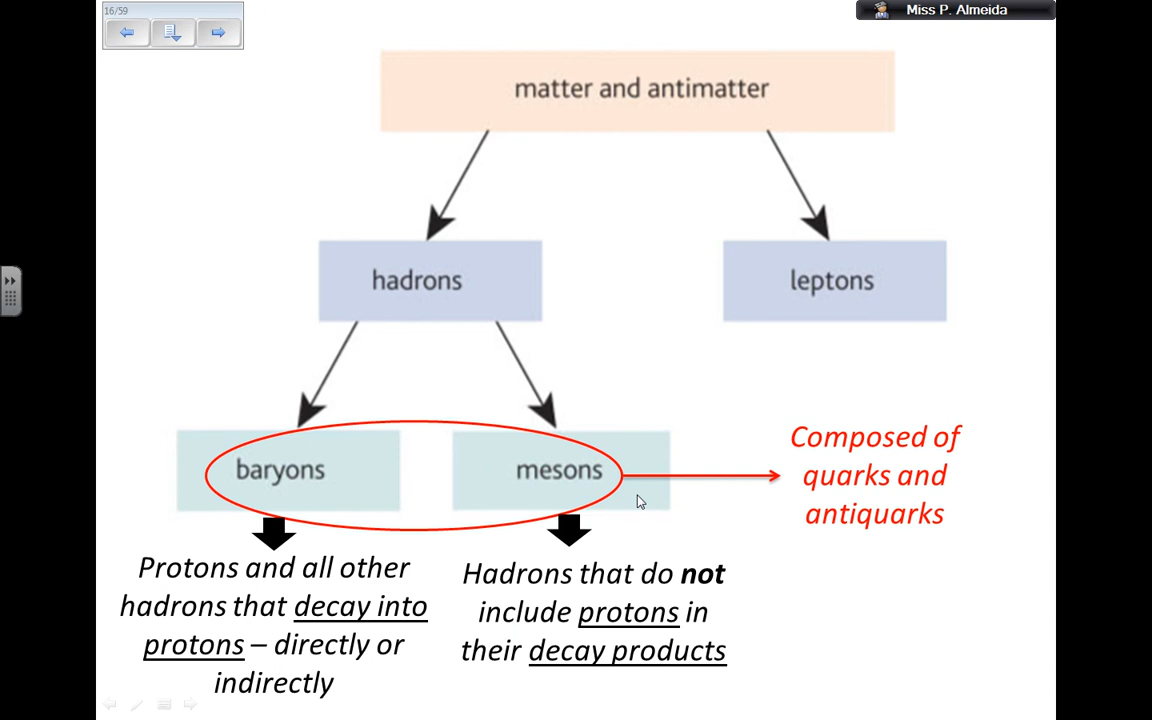 16/59
Miss P. Almeida
matter and antimatter
hadrons
leptons
baryons
mesons
Composed of
quarks and
antiquarks
Protons and all other
hadrons that decay into
protons – directly or
indirectly
Hadrons that do not
include protons in
their decay products